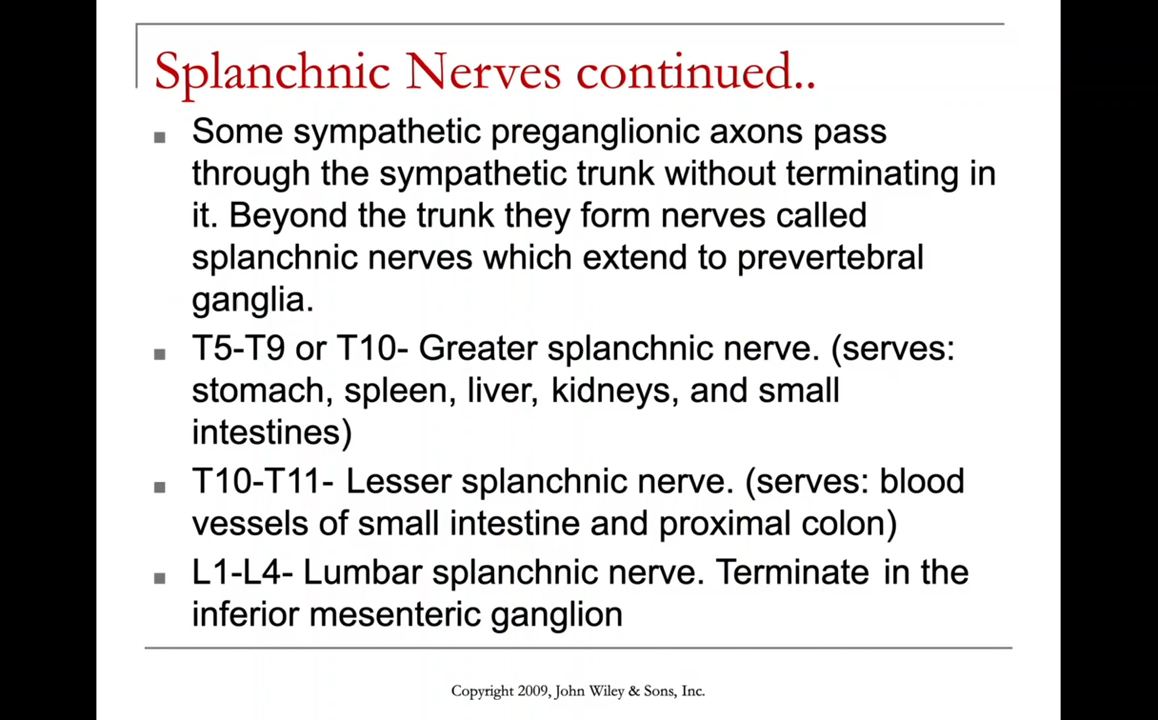 Splanchnic Nerves continued..
Some sympathetic preganglionic axons pass
through the sympathetic trunk without terminating in
it. Beyond the trunk they form nerves called
splanchnic nerves which extend to prevertebral
ganglia.
T5-T9 or T10- Greater splanchnic nerve. (serves:
stomach, spleen, liver, kidneys, and small
intestines)
T10-T11- Lesser splanchnic nerve. (serves: blood
vessels of small intestine and proximal colon)
L1-L4- Lumbar splanchnic nerve. Terminate in the
inferior mesenteric ganglion
Copyright 2009, John Wiley & Sons, Inc.